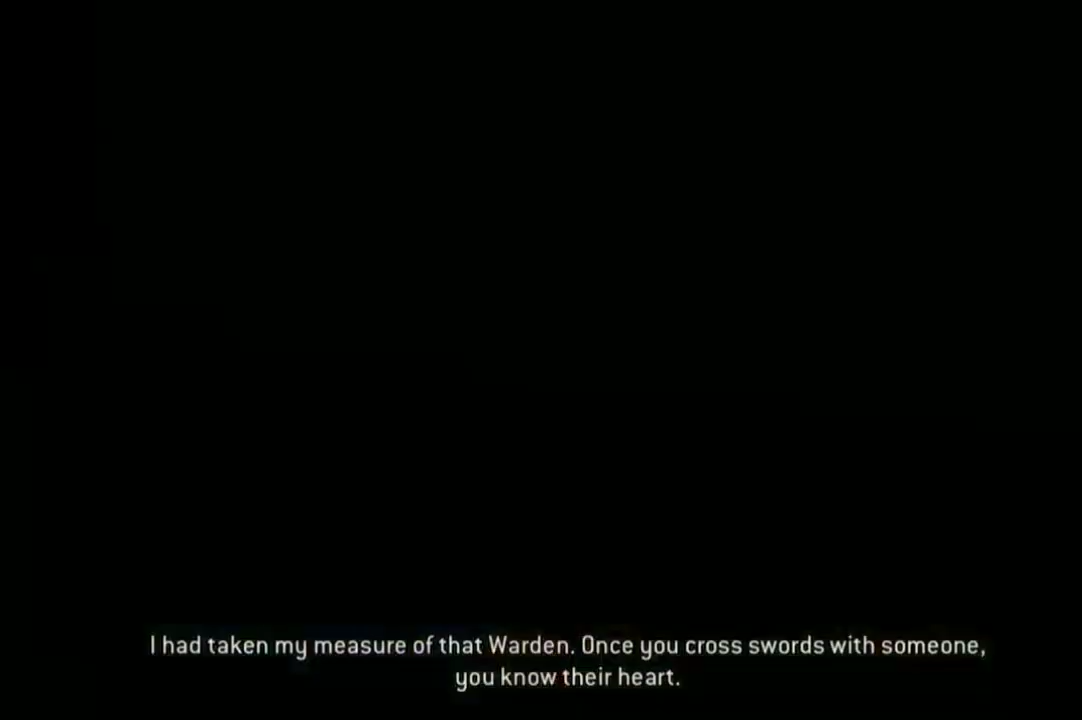 I had taken my measure of that Warden. Once you cross swords with someone,
you know their heart.